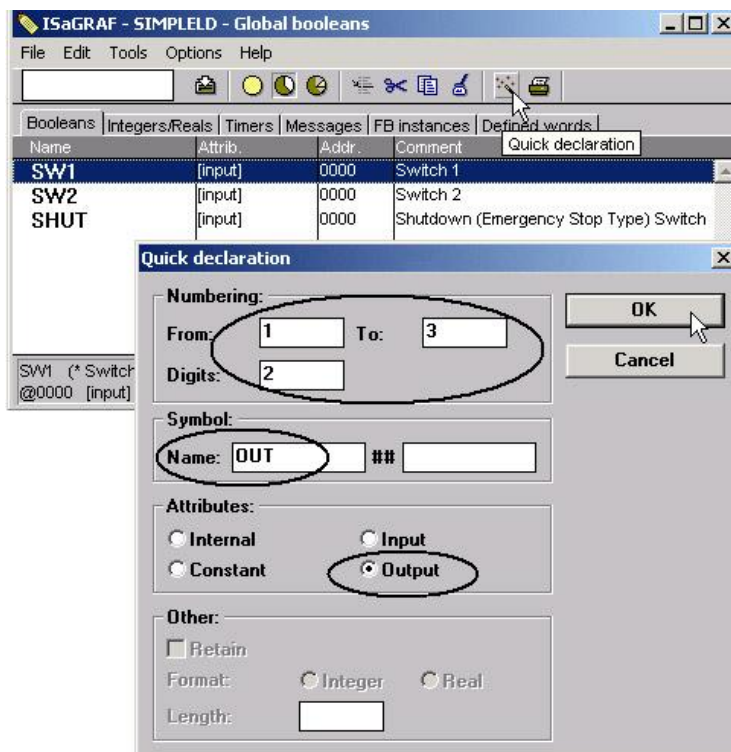 ISaGRAF - SIMPLELD - Global booleans
File Edit Tools Options Help
Booleans Integers/Reals Timers Messages FB instances Defined words
Quick declaration
Name Attrib. Addr. Comment
SW1 [input] 0000 Switch 1
SW2 [input] 0000 Switch 2
SHUT [input] 0000 Shutdown (Emergency Stop Type) Switch
SW1 (* Switch
@0000 [input]
Quick declaration
Numbering:
From: 1 To: 3
Digits: 2
OK
Cancel
Symbol:
Name: OUT ##
Attributes:
Internal Input
Constant Output
Other:
Retain
Format: Integer Real
Length: